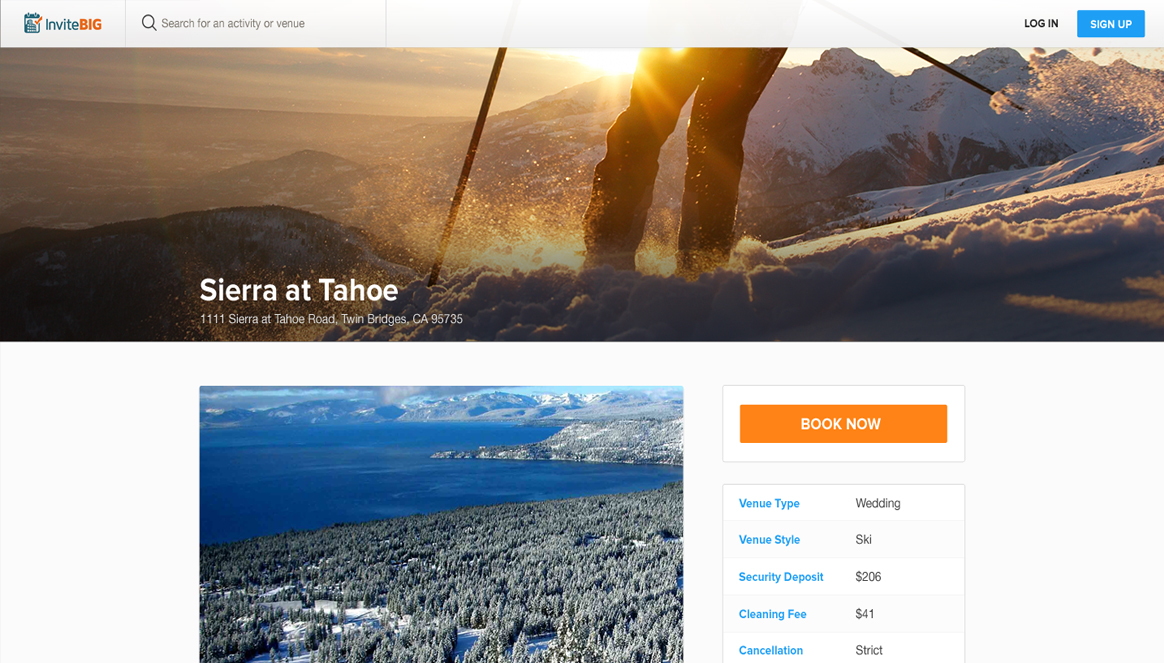 InviteBIG
Search for an activity or venue
LOG IN
SIGN UP
Sierra at Tahoe
1111 Sierra at Tahoe Road, Twin Bridges, CA 95735
BOOK NOW
Venue Type Wedding
Venue Style Ski
Security Deposit $206
Cleaning Fee $41
Cancellation Strict